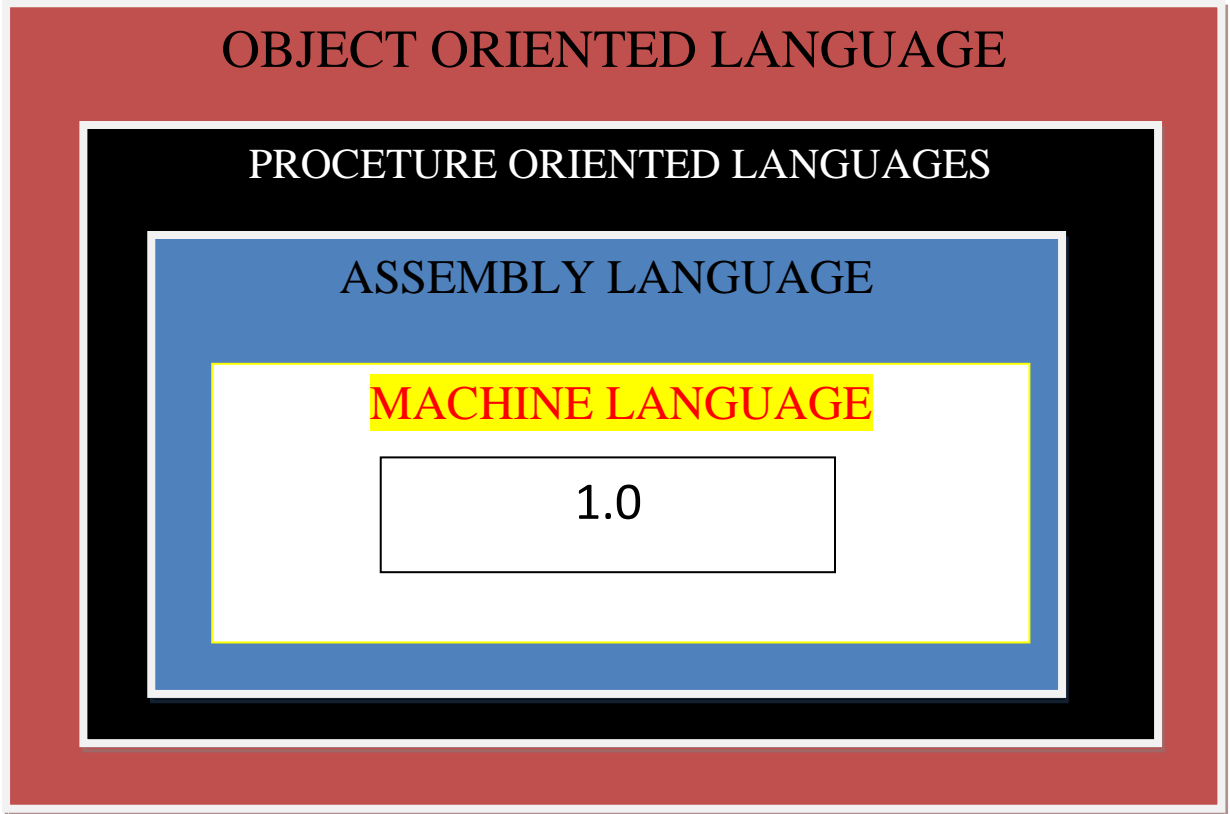 OBJECT ORIENTED LANGUAGE
PROCETURE ORIENTED LANGUAGES
ASSEMBLY LANGUAGE
MACHINE LANGUAGE
1.0